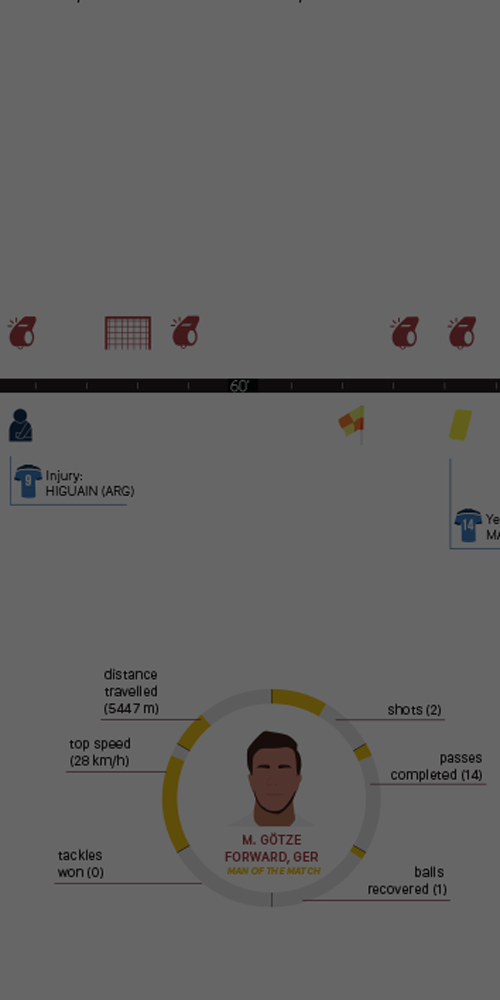 60'
9
Injury:
HIGUAIN (ARG)
14
distance
travelled
(5447 m)
shots (2)
top speed
(28 km/h)
passes
completed (14)
M. GÖTZE
FORWARD, GER
MAN OF THE MATCH
tackles
won (0)
balls
recovered (1)